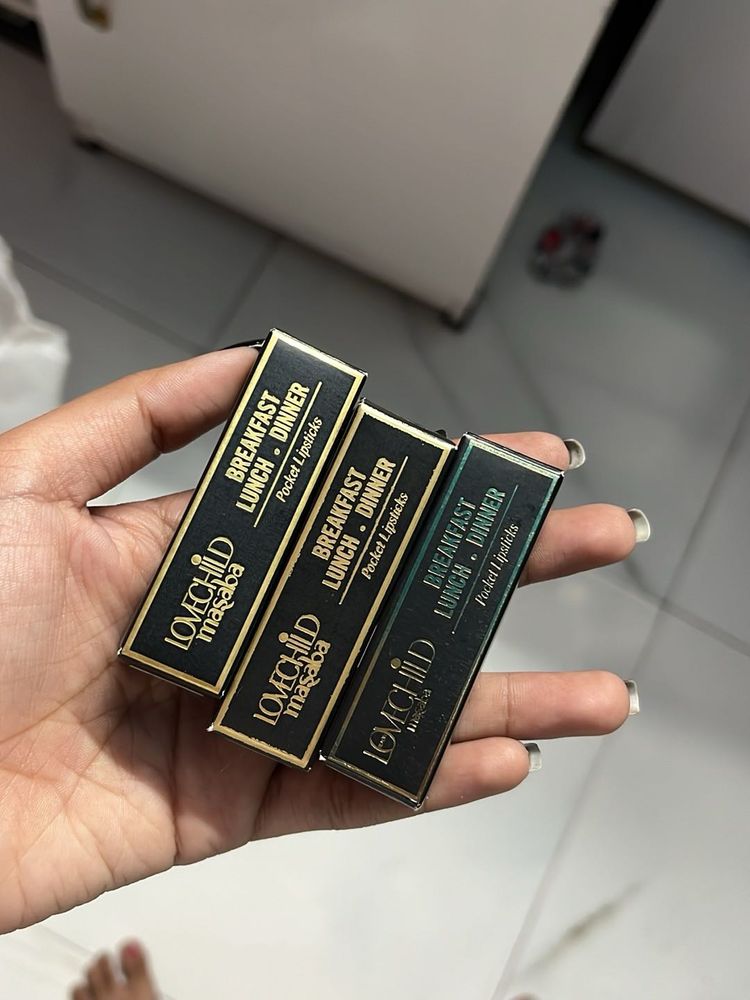 BREAKFAST
LUNCH . DINNER
Pocket Lipsticks
LOVECHILD
masaba
BREAKFAST
LUNCH . DINNER
Pocket Lipsticks
LOVECHILD
masaba
BREAKFAST
LUNCH . DINNER
Pocket Lipsticks
LOVECHILD
masaba